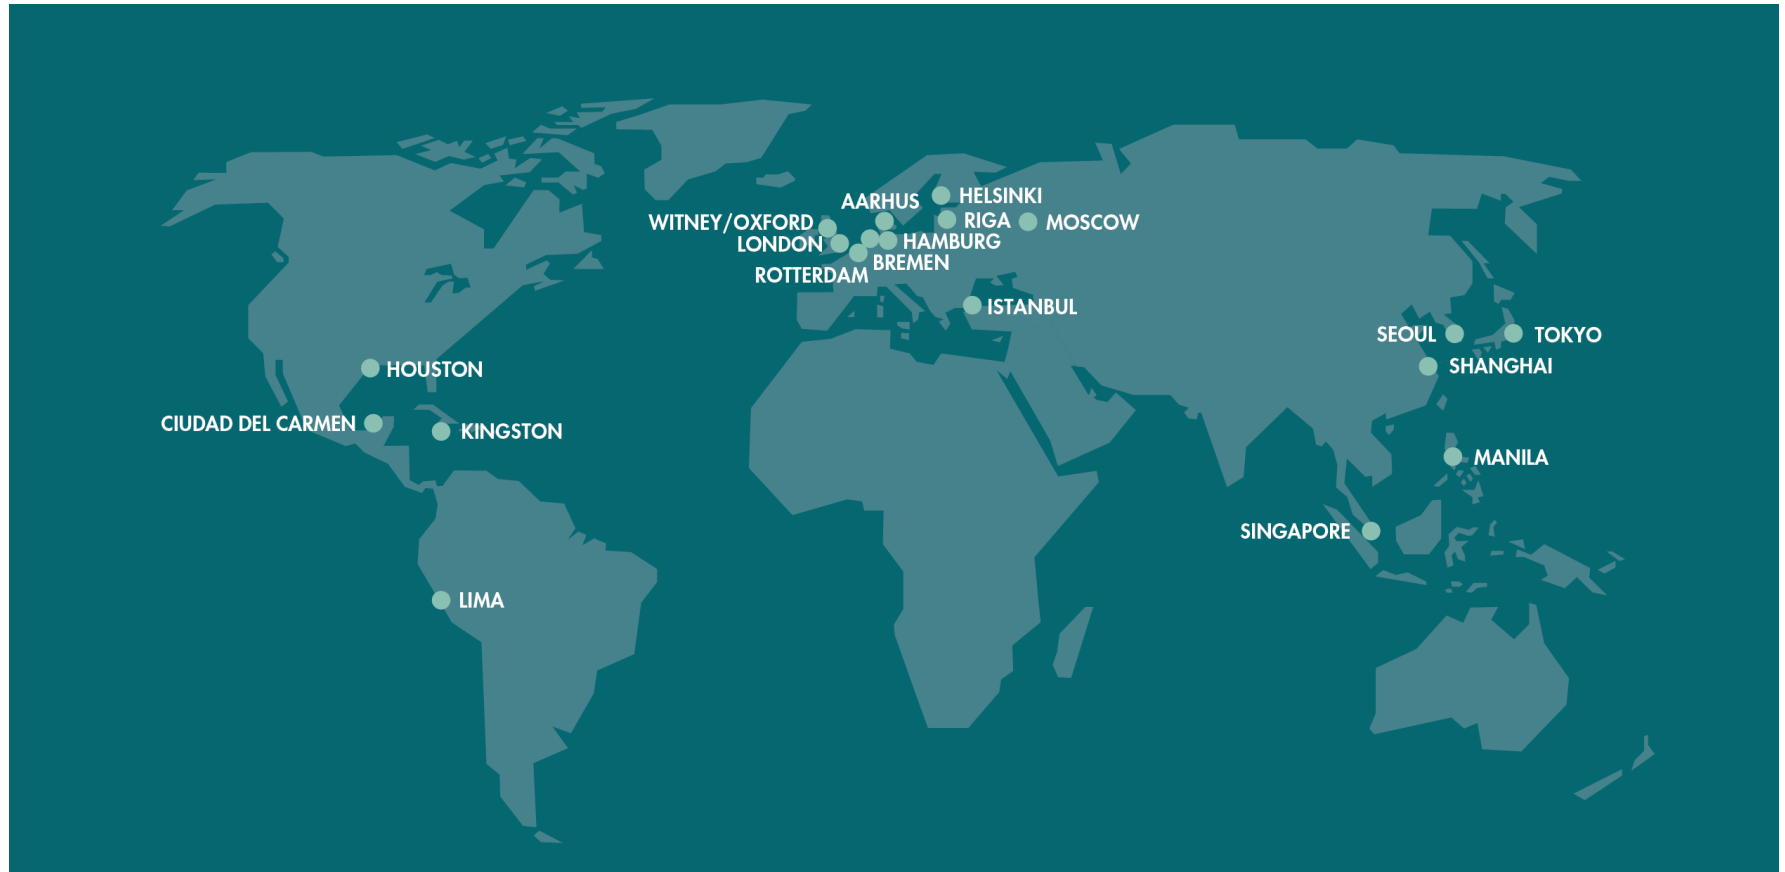 AARHUS
HELSINKI
WITNEY/OXFORD
RIGA
MOSCOW
LONDON
HAMBURG
BREMEN
ROTTERDAM
ISTANBUL
SEOUL
TOKYO
HOUSTON
SHANGHAI
CIUDAD DEL CARMEN
KINGSTON
MANILA
SINGAPORE
LIMA